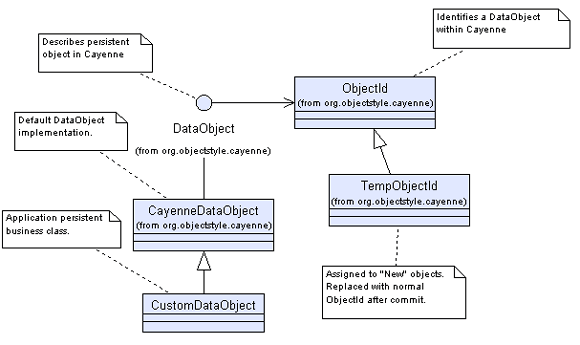 Identifies a DataObject
within Cayenne
Describes persistent
object in Cayenne
ObjectId
(from org.objectstyle.cayenne)
DataObject
(from org.objectstyle.cayenne)
Default DataObject
implementation.
TempObjectId
(from org.objectstyle.cayenne)
CayenneDataObject
(from org.objectstyle.cayenne)
Application persistent
business class.
Assigned to "New" objects.
Replaced with normal
ObjectId after commit.
CustomDataObject